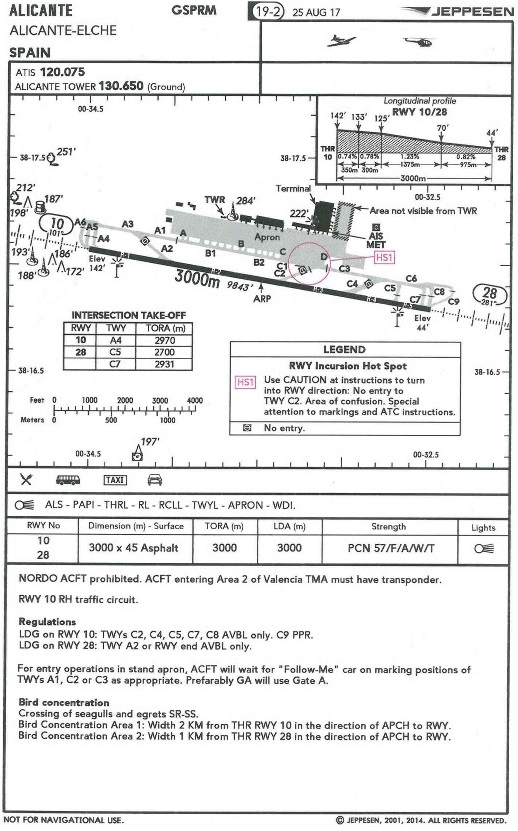 ALICANTE GSPRM 19-2 25 AUG 17 JEPPESEN
ALICANTE-ELCHE
SPAIN
ATIS 120.075
ALICANTE TOWER 130.650 (Ground)
00-34.5
Longitudinal profile
RWY 10/28
142' 133' 125' 70' 44'
THR 10 0.74% 0.78% 1.23% 0.82% THR 28
350m 300m 1375m 975m
3000m
38-17.5 251' 38-17.5
Terminal 00-32.5
212' 187' 198'
TWR 284' 222' Area not visible from TWR
AIS
MET
10 A6 A5 A4 A3 A1 A2 A B B1 B2 Apron C C1 C2 D C3 HS1
193' 186' 188' 172'
Elev 142'
3000m 9843' ARP
C4 C5 C6 C7 C8 C9
28 281°
Elev 44'
INTERSECTION TAKE-OFF
RWY TWY TORA (m)
10 A4 2970
28 C5 2700
C7 2931
LEGEND
RWY Incursion Hot Spot
HS1 Use CAUTION at instructions to turn
into RWY direction: No entry to
TWY C2. Area of confusion. Special
attention to markings and ATC instructions.
No entry.
38-16.5 38-16.5
Feet 0 1000 2000 3000 4000
Meters 0 500 1000
197'
00-34.5 00-32.5
TAXI
ALS - PAPI - THRL - RL - RCLL - TWYL - APRON - WDI.
RWY No Dimension (m) - Surface TORA (m) LDA (m) Strength Lights
10
28 3000 x 45 Asphalt 3000 3000 PCN 57/F/A/W/T
NORDO ACFT prohibited. ACFT entering Area 2 of Valencia TMA must have transponder.
RWY 10 RH traffic circuit.
Regulations
LDG on RWY 10: TWYs C2, C4, C5, C7, C8 AVBL only. C9 PPR.
LDG on RWY 28: TWY A2 or RWY end AVBL only.
For entry operations in stand apron, ACFT will wait for "Follow-Me" car on marking positions of
TWYs A1, C2 or C3 as appropriate. Prefarably GA will use Gate A.
Bird concentration
Crossing of seagulls and egrets SR-SS.
Bird Concentration Area 1: Width 2 KM from THR RWY 10 in the direction of APCH to RWY.
Bird Concentration Area 2: Width 1 KM from THR RWY 28 in the direction of APCH to RWY.
NOT FOR NAVIGATIONAL USE. © JEPPESEN, 2001, 2014. ALL RIGHTS RESERVED.